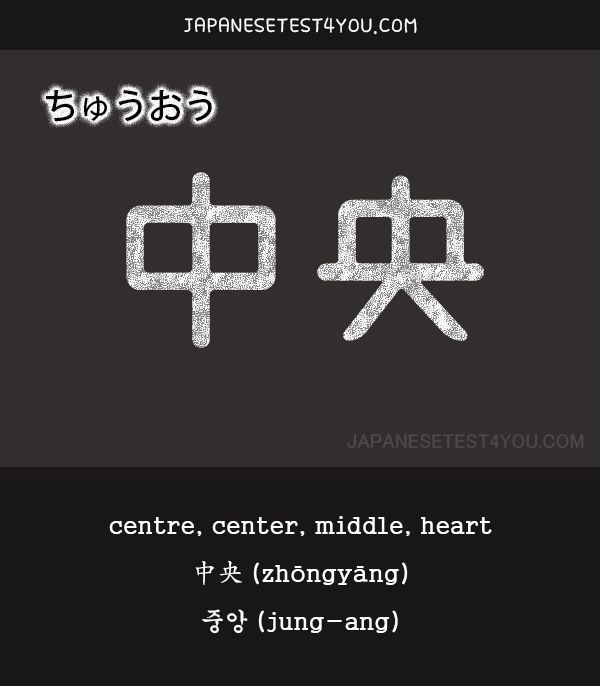 JAPANESETEST4YOU.COM
ちゅうおう
中央
JAPANESETEST4YOU.COM
centre, center, middle, heart
中央 (zhōngyāng)
중앙 (jung-ang)